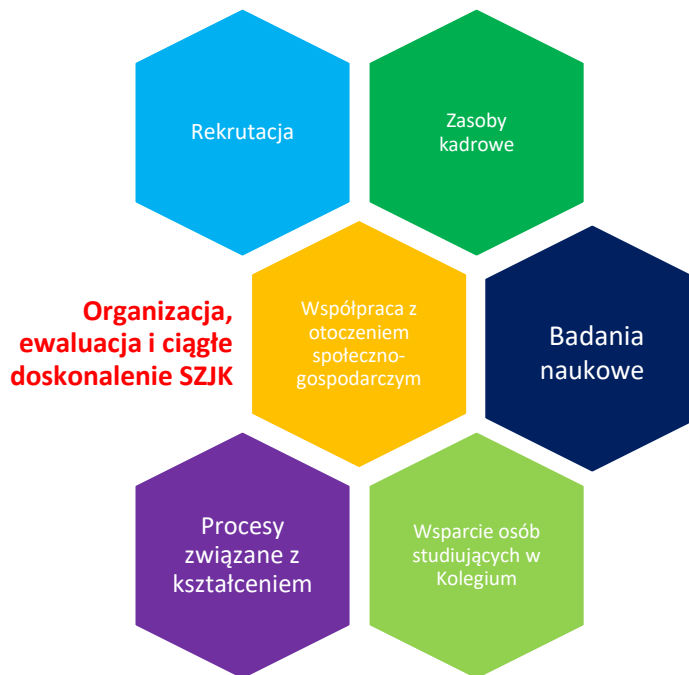 Rekrutacja
Zasoby
kadrowe
Organizacja,
ewaluacja i ciągłe
doskonalenie SZJK
Współpraca z
otoczeniem
społeczno-
gospodarczym
Badania
naukowe
Procesy
związane z
kształceniem
Wsparcie osób
studiujących w
Kolegium